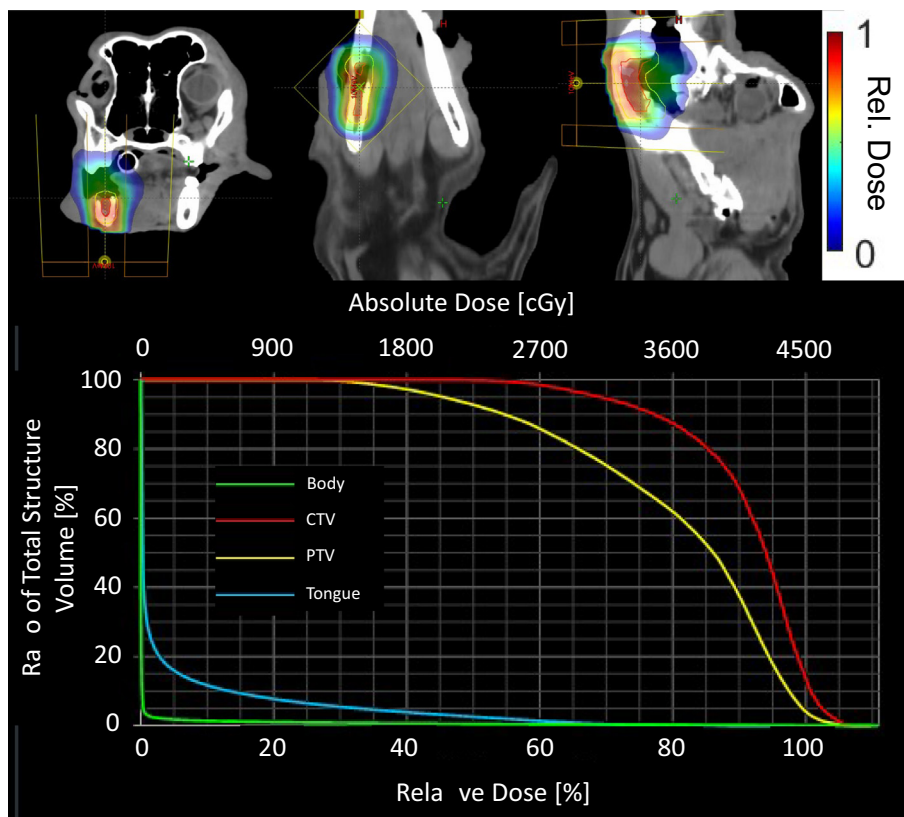 H
H
1
Rel. Dose
0
Absolute Dose [cGy]
0 900 1800 2700 3600 4500
100
80
60
40
20
0
Ra o of Total Structure
Volume [%]
Body
CTV
PTV
Tongue
0 20 40 60 80 100
Rela ve Dose [%]